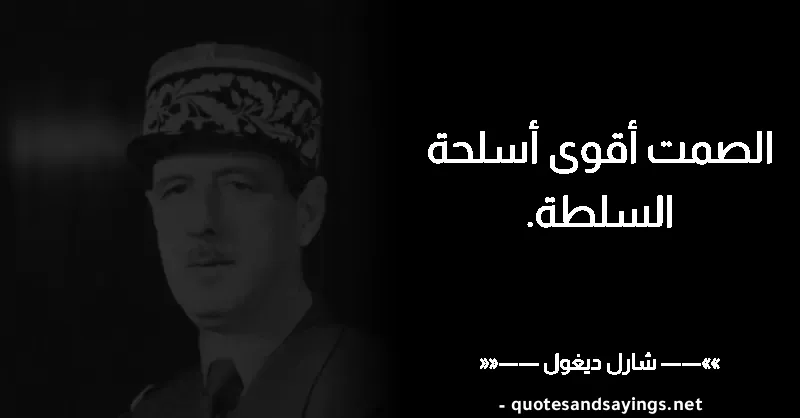 الصمت أقوى أسلحة
السلطة.
»»—— شارل ديغول ——««
- quotesandsayings.net